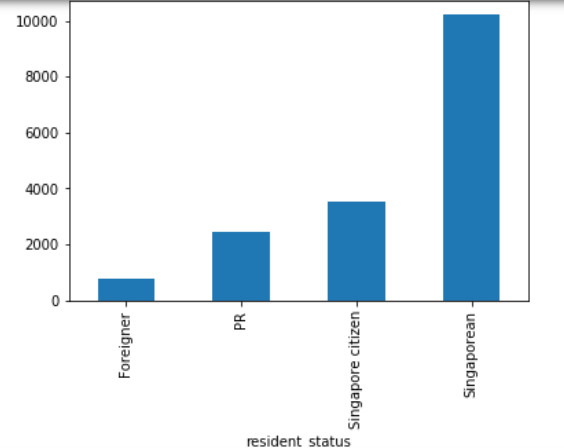 10000
8000
6000
4000
2000
0
Foreigner
PR
Singapore citizen
Singaporean
resident_status